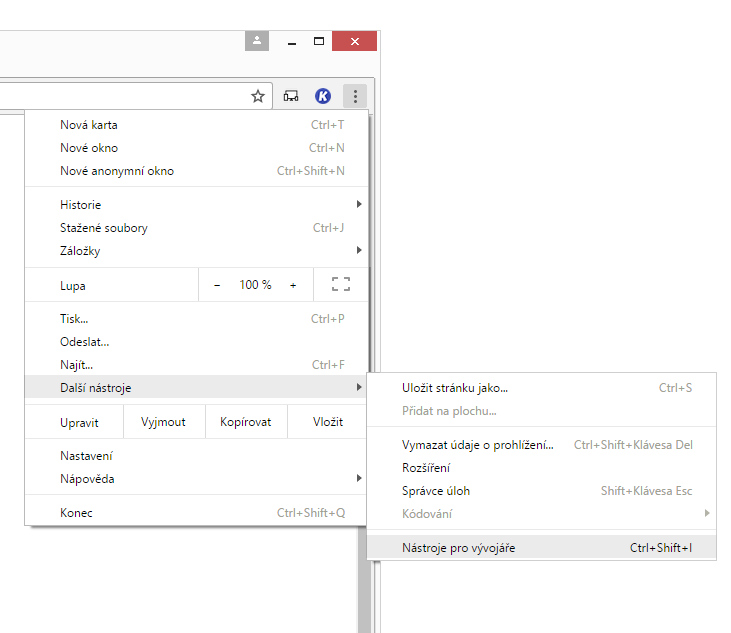 K
Nová karta Ctrl+T
Nové okno Ctrl+N
Nové anonymní okno Ctrl+Shift+N
Historie
Stažené soubory Ctrl+J
Záložky
Lupa − 100 % +
Tisk... Ctrl+P
Odeslat...
Najít... Ctrl+F
Další nástroje
Upravit Vyjmout Kopírovat Vložit
Nastavení
Nápověda
Konec Ctrl+Shift+Q
Uložit stránku jako... Ctrl+S
Přidat na plochu...
Vymazat údaje o prohlížení... Ctrl+Shift+Klávesa Del
Rozšíření
Správce úloh Shift+Klávesa Esc
Kódování
Nástroje pro vývojáře Ctrl+Shift+I